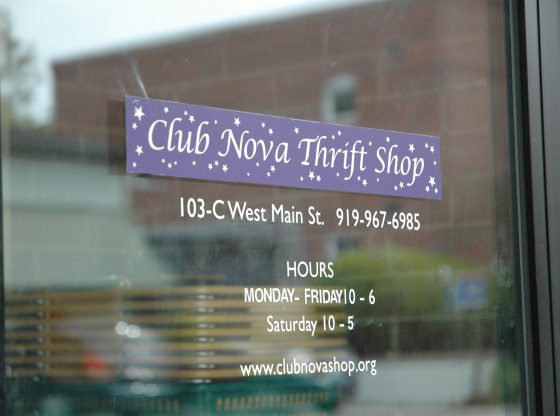 Club Nova Thrift Shop
103-C West Main St. 919-967-6985
HOURS
MONDAY- FRIDAY10 - 6
Saturday 10 - 5
www.clubnovashop.org